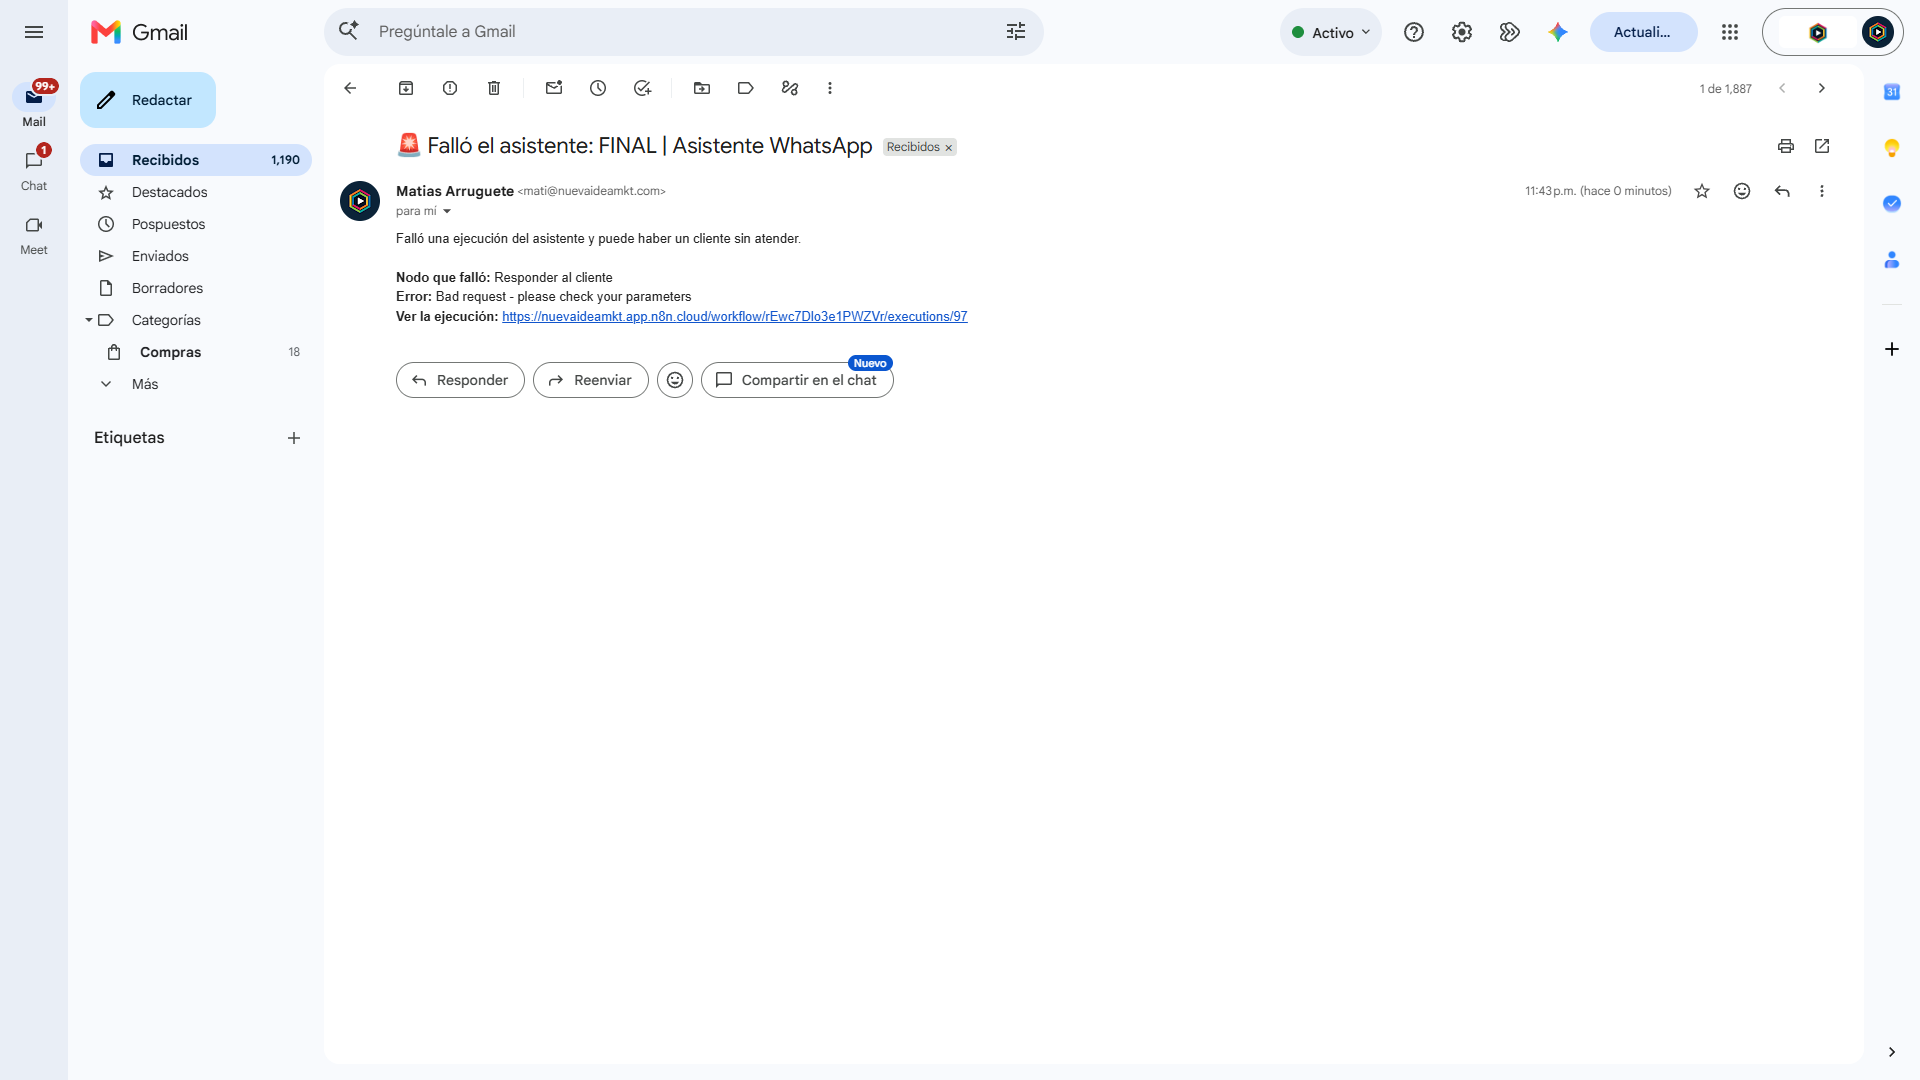 Gmail
Pregúntale a Gmail
Activo
Actuali...
99+
Mail
1
Chat
Meet
Redactar
Recibidos 1,190
Destacados
Pospuestos
Enviados
Borradores
Categorías
Compras 18
Más
Etiquetas
1 de 1,887
🚨 Falló el asistente: FINAL | Asistente WhatsApp Recibidos ×
Matias Arruguete <mati@nuevaideamkt.com> 11:43 p.m. (hace 0 minutos)
para mí
Falló una ejecución del asistente y puede haber un cliente sin atender.
Nodo que falló: Responder al cliente
Error: Bad request - please check your parameters
Ver la ejecución: https://nuevaideamkt.app.n8n.cloud/workflow/rEwc7Dlo3e1PWZVr/executions/97
Nuevo
Responder Reenviar Compartir en el chat
31